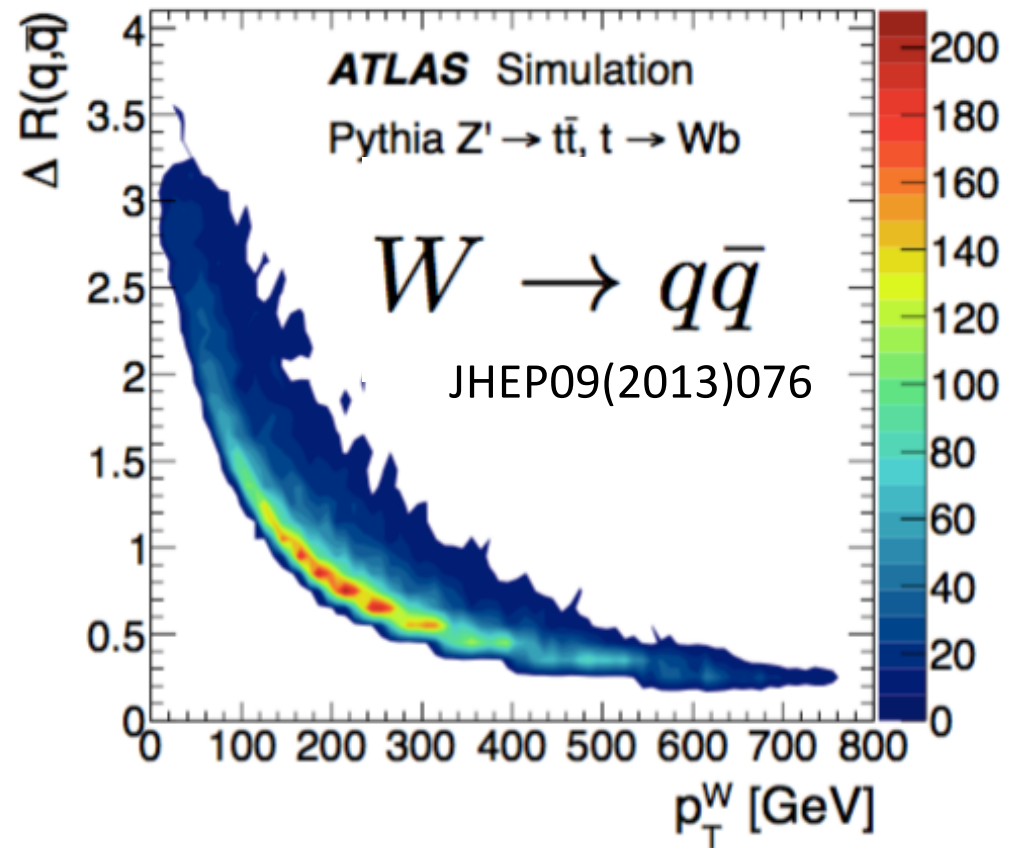 ATLAS Simulation
Pythia Z' → tt̄, t → Wb
W → qq̄
JHEP09(2013)076
Δ R(q,q̄)
4
3.5
3
2.5
2
1.5
1
0.5
0
0 100 200 300 400 500 600 700 800
p_T^W [GeV]
200
180
160
140
120
100
80
60
40
20
0